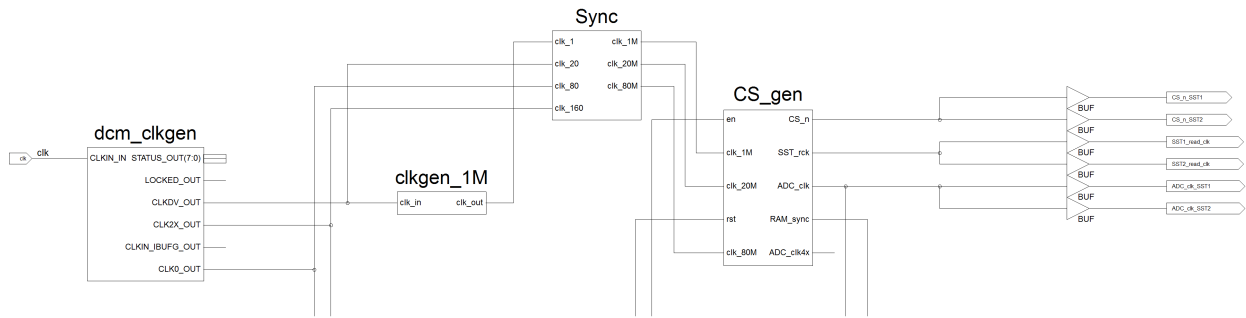 Sync
clk_1 clk_1M
clk_20 clk_20M
clk_80 clk_80M
clk_160
CS_gen
en CS_n
clk_1M SST_rck
clk_20M ADC_clk
rst RAM_sync
clk_80M ADC_clk4x
dcm_clkgen
clk clk
CLKIN_IN STATUS_OUT(7:0)
LOCKED_OUT
CLKDV_OUT
CLK2X_OUT
CLKIN_IBUFG_OUT
CLK0_OUT
clkgen_1M
clk_in clk_out
CS_n_SST1
BUF
CS_n_SST2
BUF
SST1_read_clk
BUF
SST2_read_clk
BUF
ADC_clk_SST1
BUF
ADC_clk_SST2
BUF